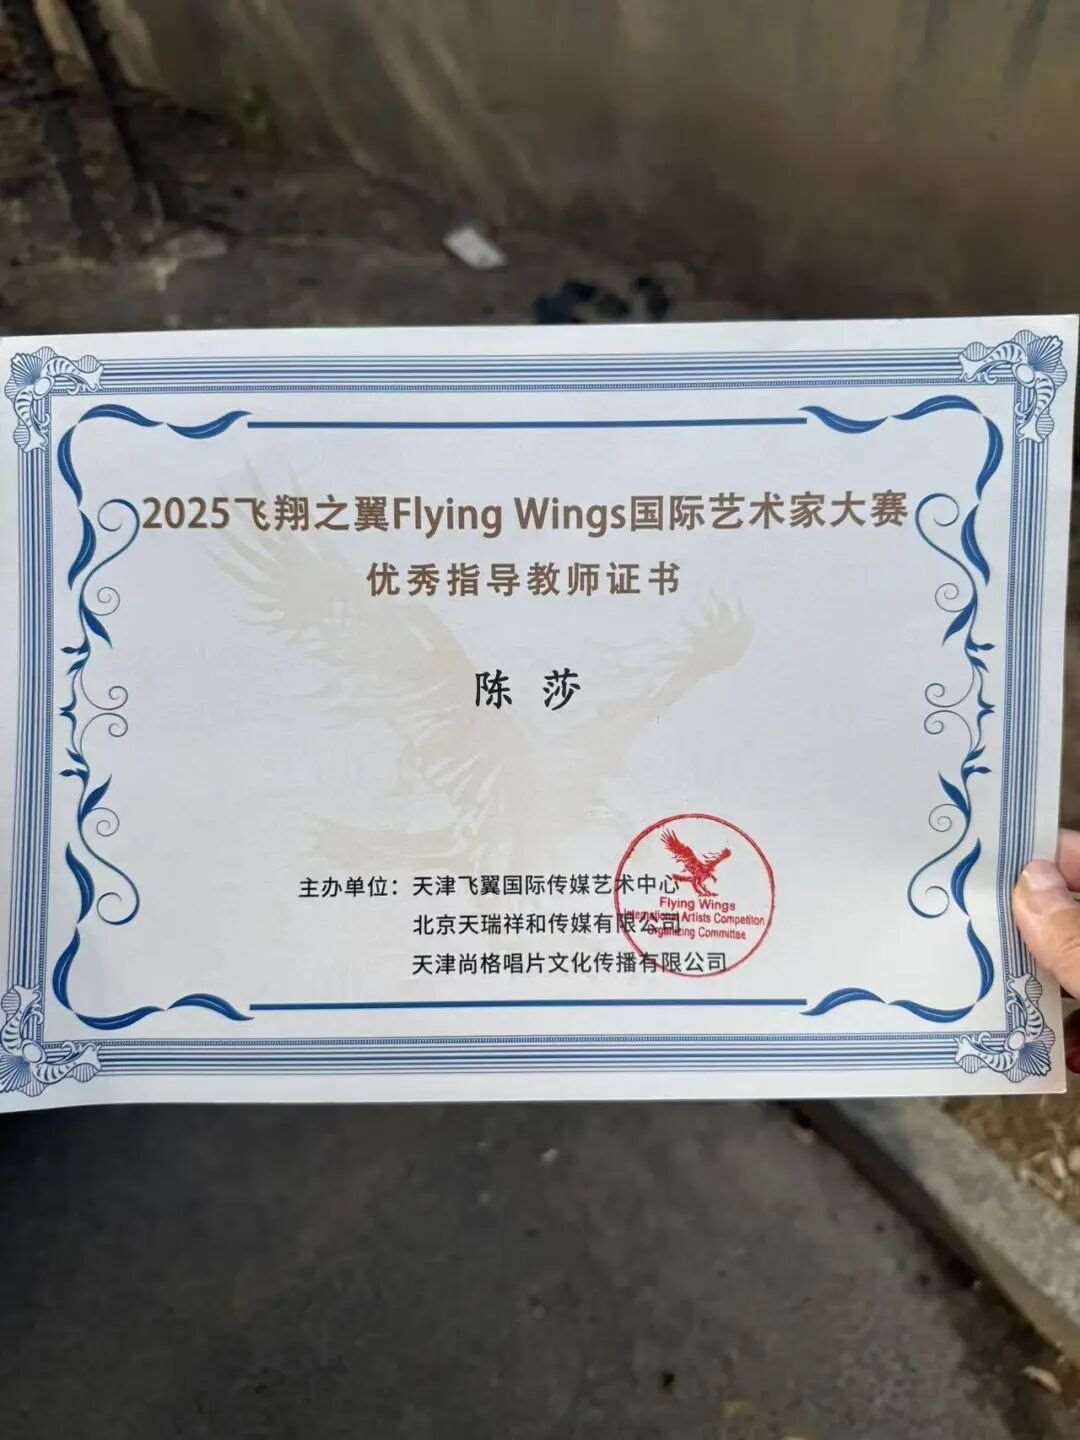 2025飞翔之翼Flying Wings国际艺术家大赛
优秀指导教师证书
陈 莎
主办单位：天津飞翼国际传媒艺术中心
北京天瑞祥和传媒有限公司
天津尚格唱片文化传播有限公司
Flying Wings
International Artists Competition
Organizing Committae